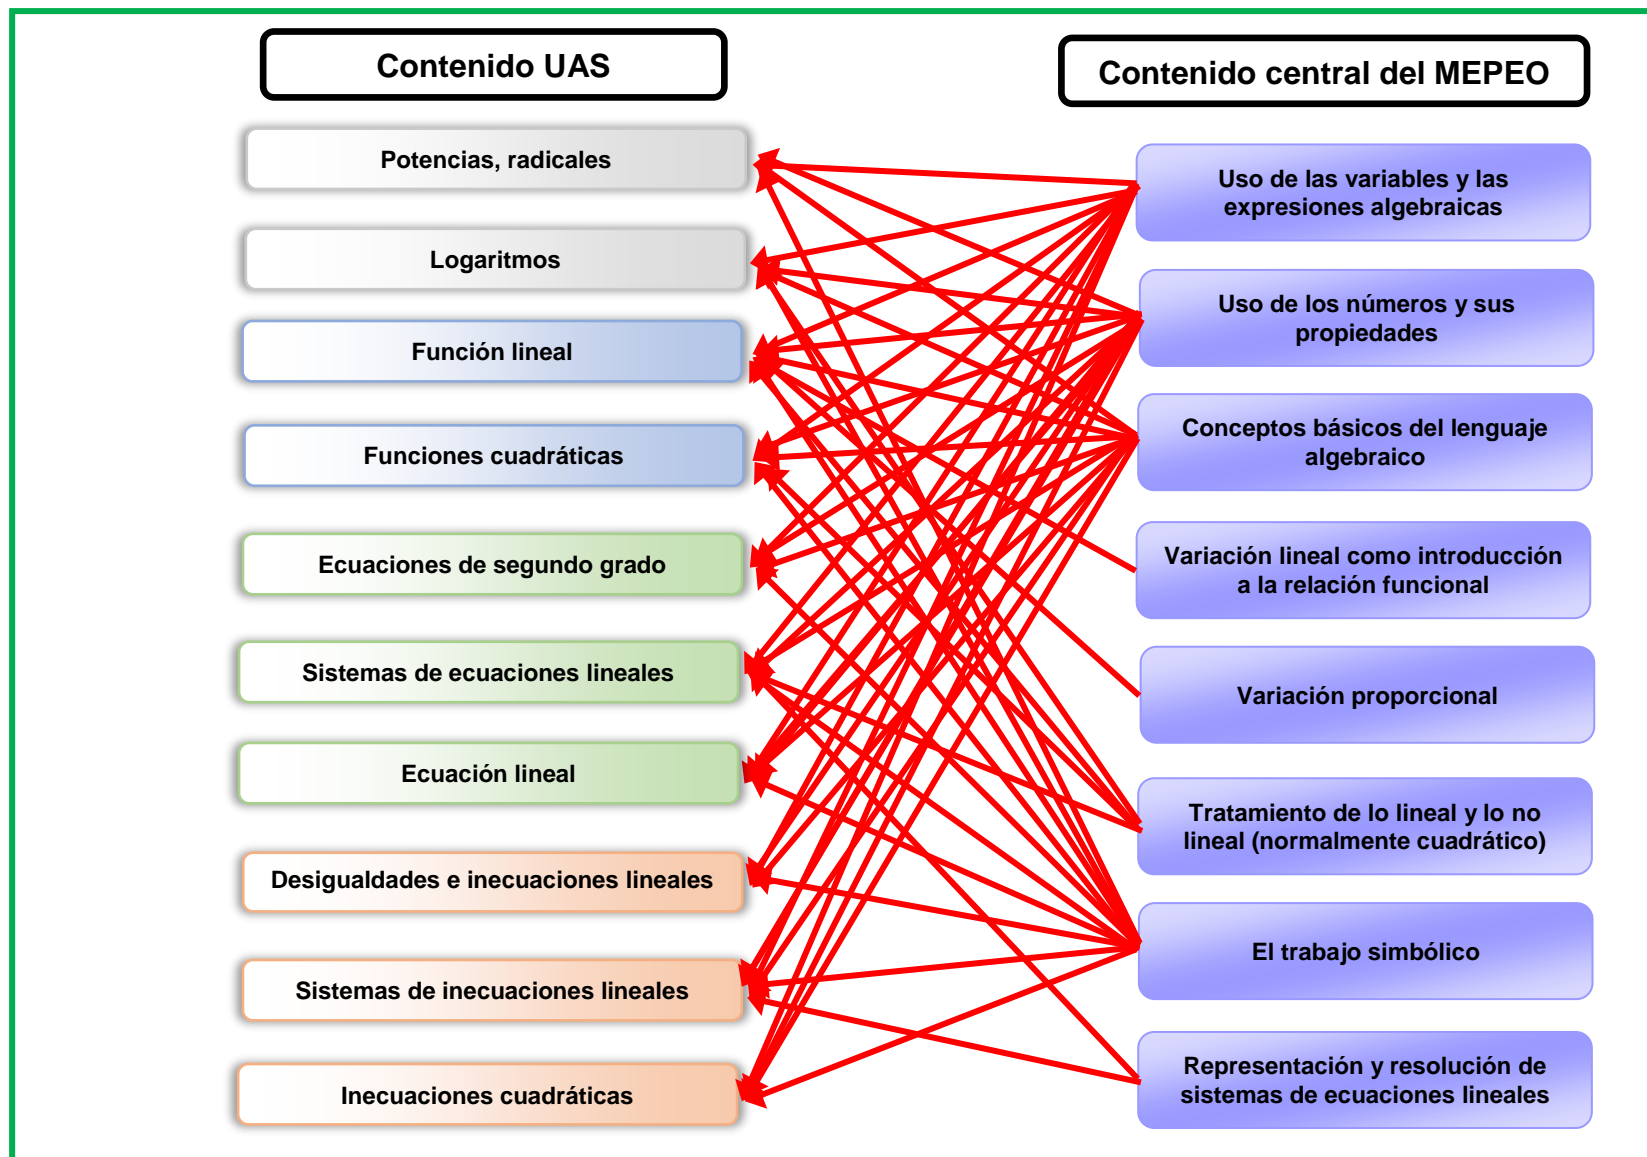 Contenido UAS
Potencias, radicales
Logaritmos
Función lineal
Funciones cuadráticas
Ecuaciones de segundo grado
Sistemas de ecuaciones lineales
Ecuación lineal
Desigualdades e inecuaciones lineales
Sistemas de inecuaciones lineales
Inecuaciones cuadráticas
Contenido central del MEPEO
Uso de las variables y las
expresiones algebraicas
Uso de los números y sus
propiedades
Conceptos básicos del lenguaje
algebraico
Variación lineal como introducción
a la relación funcional
Variación proporcional
Tratamiento de lo lineal y lo no
lineal (normalmente cuadrático)
El trabajo simbólico
Representación y resolución de
sistemas de ecuaciones lineales